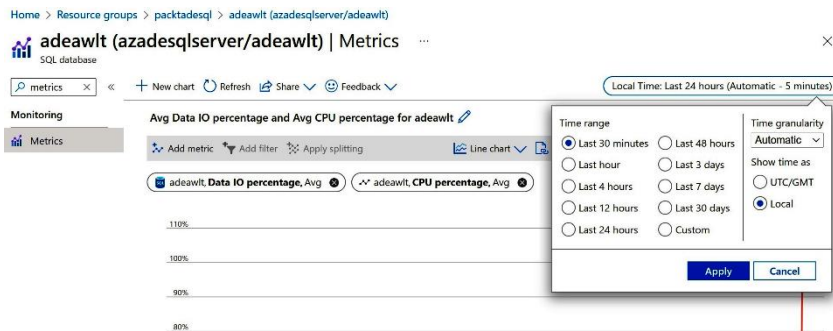 Home > Resource groups > packtadesql > adeawlt (azadesqlserver/adeawlt)
adeawlt (azadesqlserver/adeawlt) | Metrics ...
SQL database
metrics
New chart Refresh Share Feedback
Local Time: Last 24 hours (Automatic - 5 minutes)
Monitoring
Metrics
Avg Data IO percentage and Avg CPU percentage for adeawlt
Add metric Add filter Apply splitting Line chart
adeawlt, Data IO percentage, Avg adeawlt, CPU percentage, Avg
110%
100%
90%
80%
Time range
Last 30 minutes Last 48 hours
Last hour Last 3 days
Last 4 hours Last 7 days
Last 12 hours Last 30 days
Last 24 hours Custom
Time granularity
Automatic
Show time as
UTC/GMT
Local
Apply Cancel